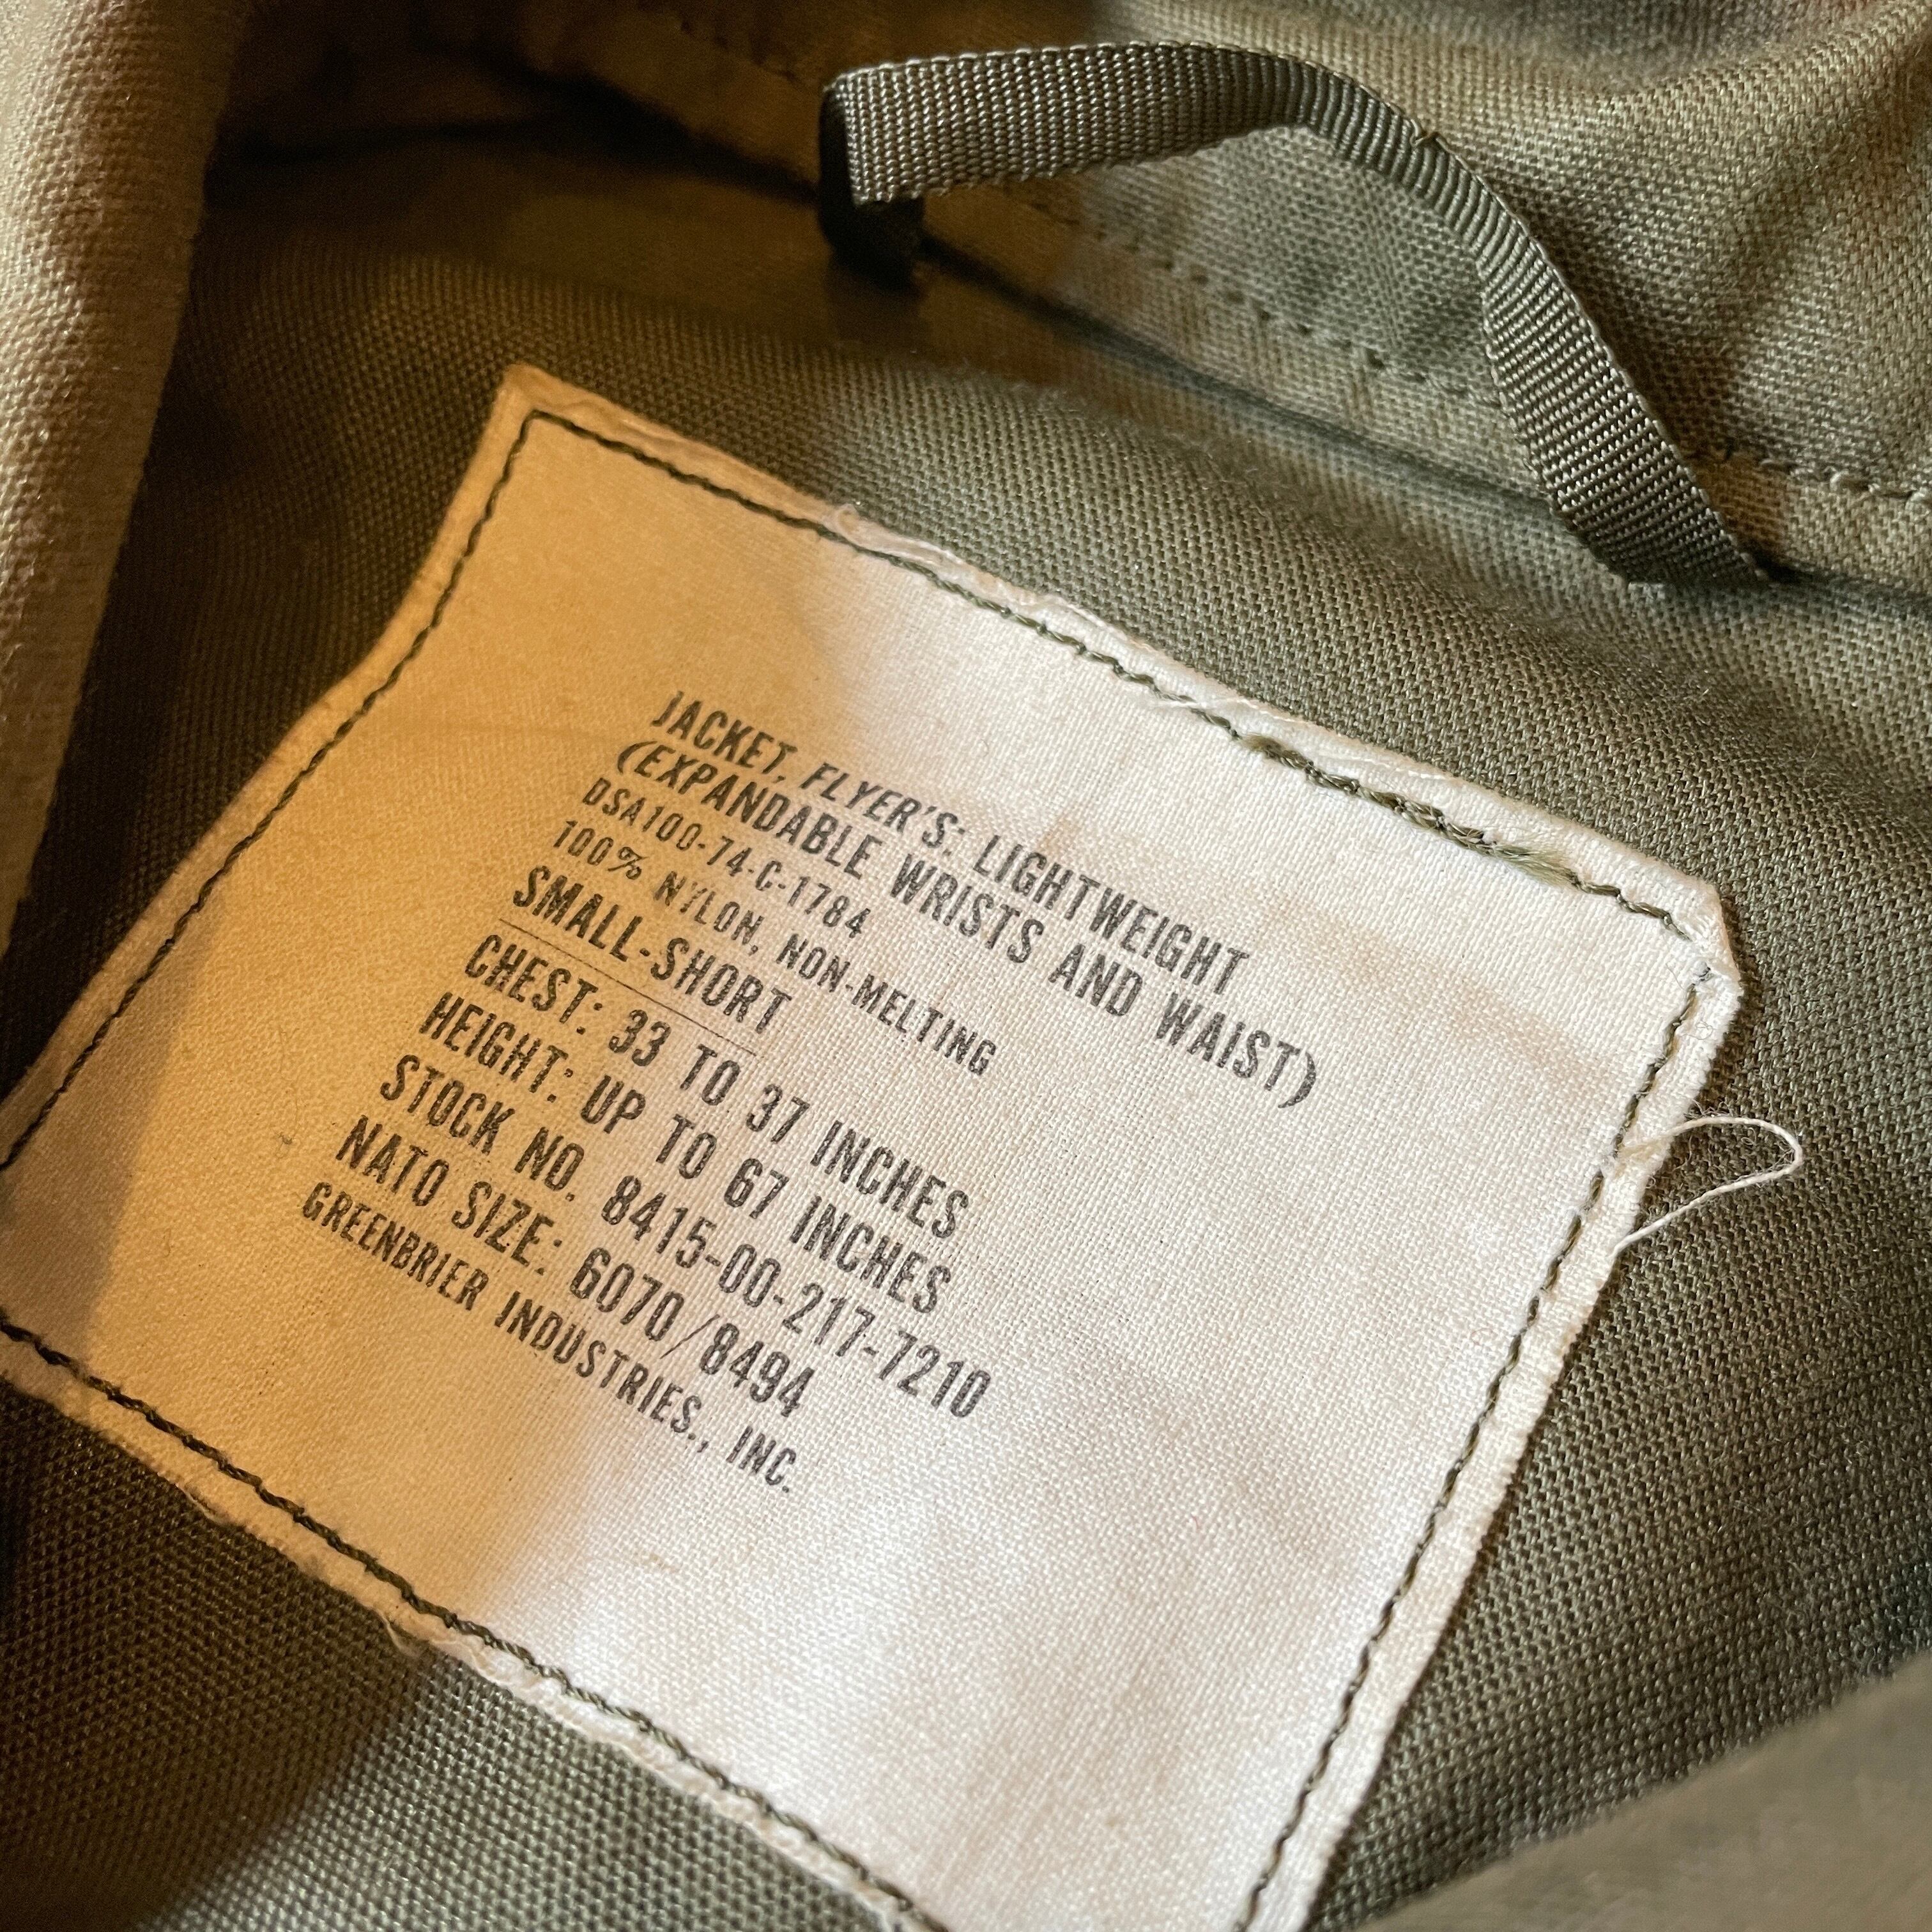 JACKET, FLYER'S: LIGHTWEIGHT
(EXPANDABLE WRISTS AND WAIST)
DSA100-74-C-1784
100% NYLON, NON-MELTING
SMALL-SHORT
CHEST: 33 TO 37 INCHES
HEIGHT: UP TO 67 INCHES
STOCK NO. 8415-00-217-7210
NATO SIZE: 6070/8494
GREENBRIER INDUSTRIES., INC.